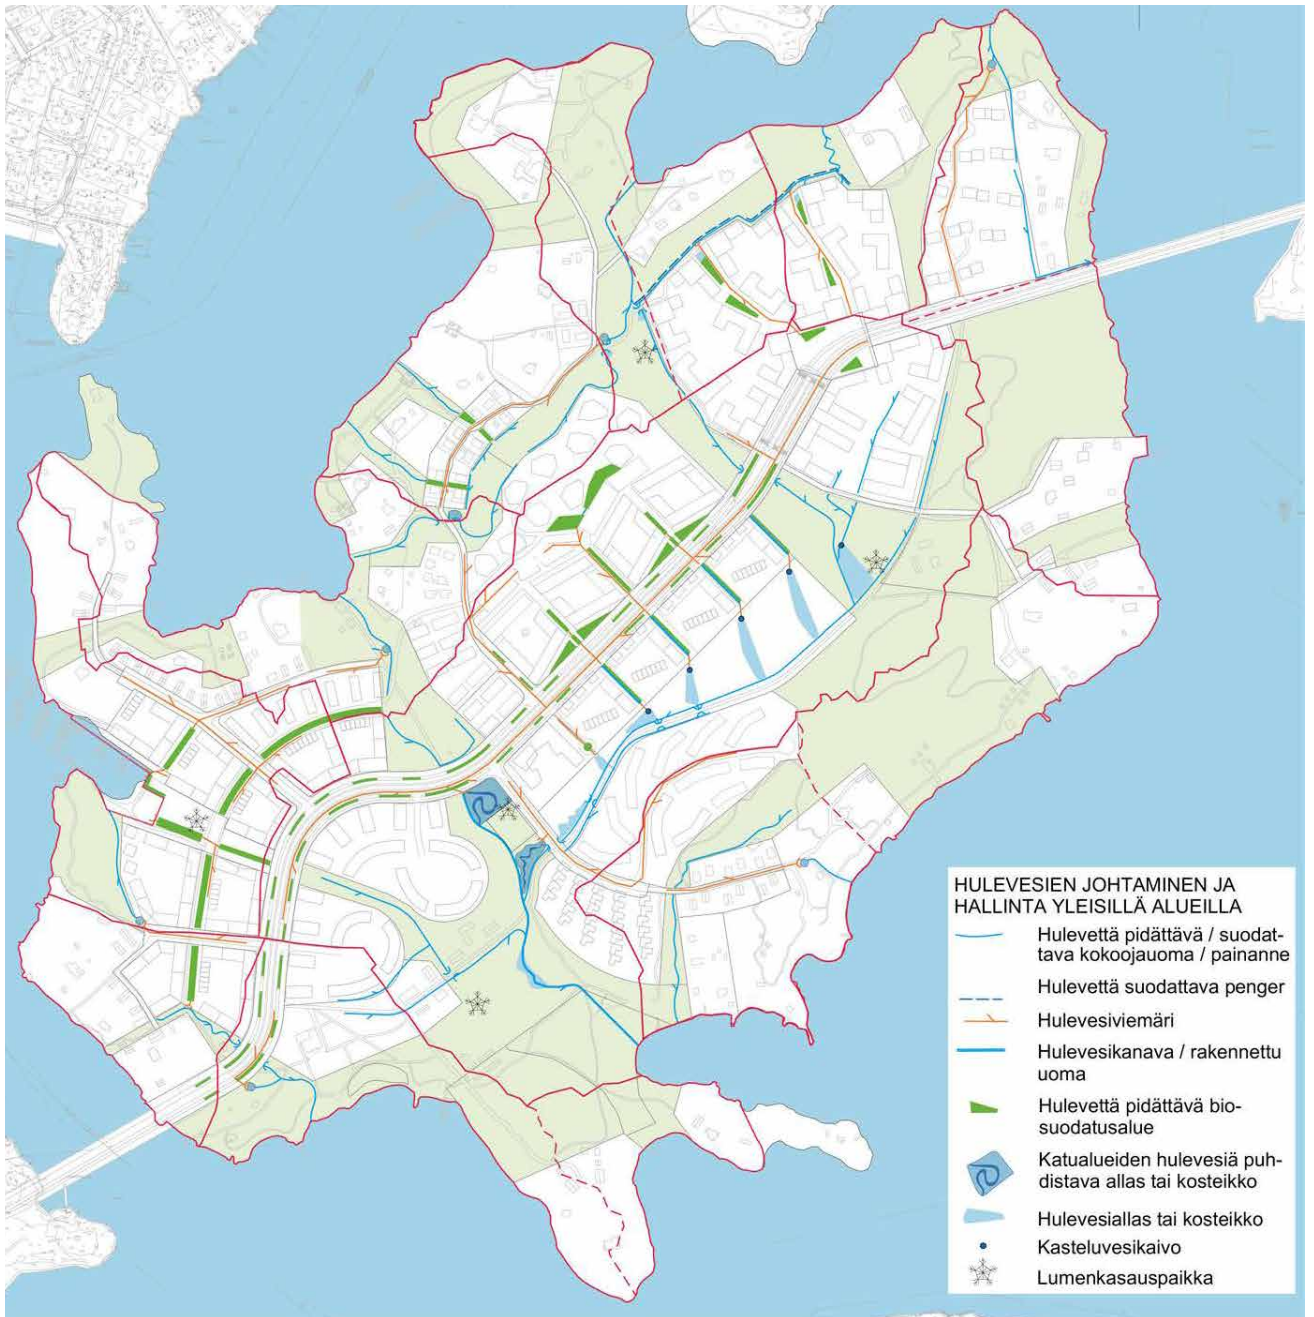 HULEVESIEN JOHTAMINEN JA
HALLINTA YLEISILLÄ ALUEILLA
Hulevettä pidättävä / suodat-
tava kokoojauoma / painanne
Hulevettä suodattava penger
Hulevesiviemäri
Hulevesikanava / rakennettu
uoma
Hulevettä pidättävä bio-
suodatusalue
Katualueiden hulevesiä puh-
distava allas tai kosteikko
Hulevesiallas tai kosteikko
Kasteluvesikaivo
Lumenkasauspaikka